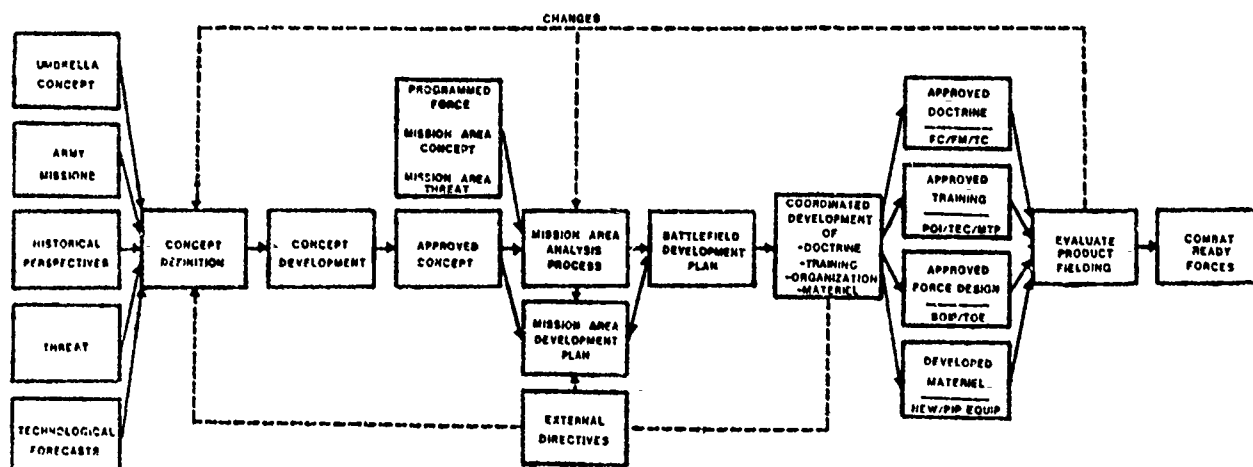 CHANGES
UMBRELLA
CONCEPT
ARMY
MISSIONS
HISTORICAL
PERSPECTIVES
THREAT
TECHNOLOGICAL
FORECASTS
CONCEPT
DEFINITION
CONCEPT
DEVELOPMENT
PROGRAMMED
FORCE
MISSION AREA
CONCEPT
MISSION AREA
THREAT
APPROVED
CONCEPT
MISSION AREA
ANALYSIS
PROCESS
MISSION AREA
DEVELOPMENT
PLAN
EXTERNAL
DIRECTIVES
BATTLEFIELD
DEVELOPMENT
PLAN
COORDINATED
DEVELOPMENT
OF
-DOCTRINE
-TRAINING
-ORGANIZATION
-MATERIEL
APPROVED
DOCTRINE
FC/FM/TC
APPROVED
TRAINING
POI/TEC/MTP
APPROVED
FORCE DESIGN
BOIP/TOE
DEVELOPED
MATERIEL
NEW/PIP EQUIP
EVALUATE
PRODUCT
FIELDING
COMBAT
READY
FORCES